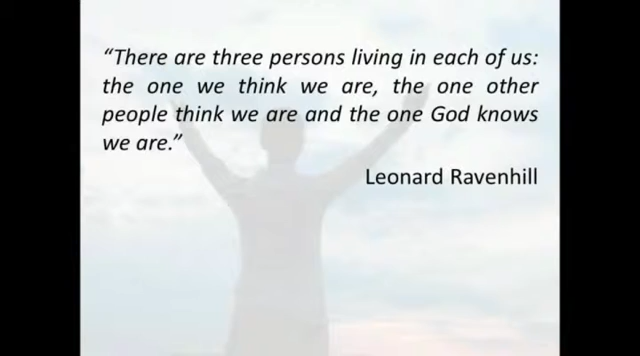 “There are three persons living in each of us:
the one we think we are, the one other
people think we are and the one God knows
we are.”
Leonard Ravenhill